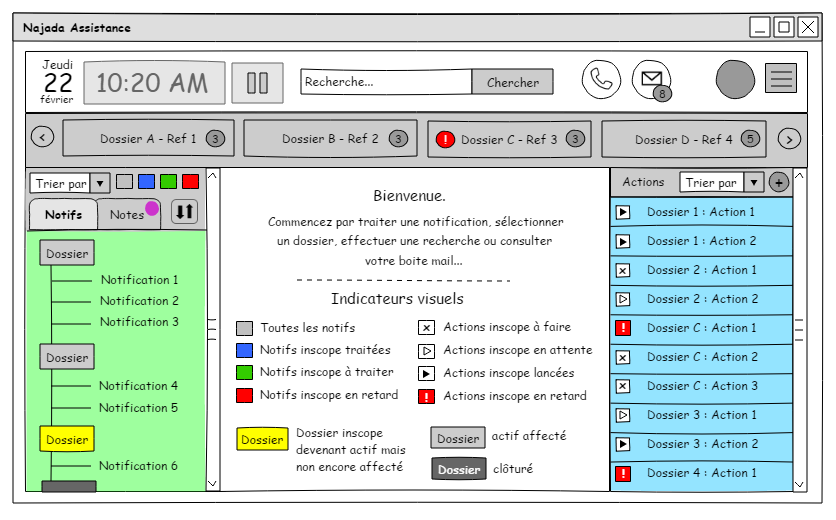 Najada Assistance
Jeudi
22
février
10:20 AM
Recherche...
Chercher
8
Dossier A - Ref 1 3
Dossier B - Ref 2 3
! Dossier C - Ref 3 3
Dossier D - Ref 4 5
Trier par
Notifs
Notes
Dossier
Notification 1
Notification 2
Notification 3
Dossier
Notification 4
Notification 5
Dossier
Notification 6
Bienvenue.
Commencez par traiter une notification, sélectionner
un dossier, effectuer une recherche ou consulter
votre boite mail...
Indicateurs visuels
Toutes les notifs
Notifs inscope traitées
Notifs inscope à traiter
Notifs inscope en retard
Actions inscope à faire
Actions inscope en attente
Actions inscope lancées
! Actions inscope en retard
Dossier
Dossier inscope
devenant actif mais
non encore affecté
Dossier actif affecté
Dossier clôturé
Actions
Trier par
+
Dossier 1 : Action 1
Dossier 1 : Action 2
Dossier 2 : Action 1
Dossier 2 : Action 2
! Dossier C : Action 1
Dossier C : Action 2
Dossier C : Action 3
Dossier 3 : Action 1
Dossier 3 : Action 2
! Dossier 4 : Action 1